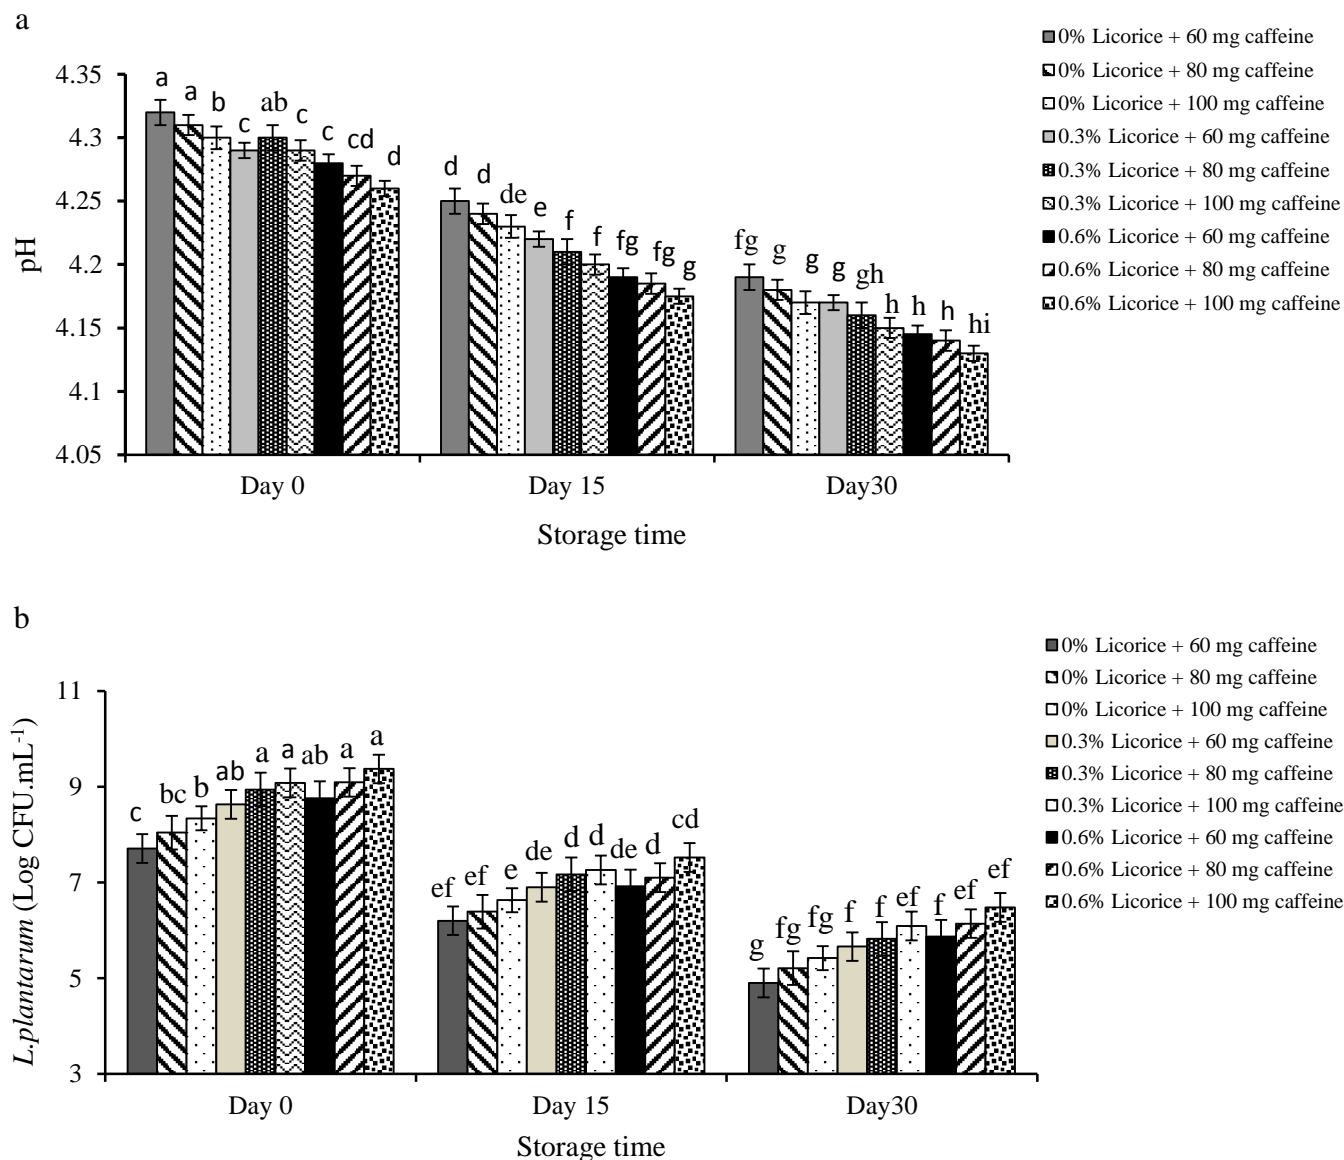 a
0% Licorice + 60 mg caffeine
0% Licorice + 80 mg caffeine
0% Licorice + 100 mg caffeine
0.3% Licorice + 60 mg caffeine
0.3% Licorice + 80 mg caffeine
0.3% Licorice + 100 mg caffeine
0.6% Licorice + 60 mg caffeine
0.6% Licorice + 80 mg caffeine
0.6% Licorice + 100 mg caffeine
pH
4.35
4.3
4.25
4.2
4.15
4.1
4.05
a a b c ab c c cd d
d d de e f f fg fg g
fg g g g gh h h h hi
Day 0 Day 15 Day30
Storage time
b
0% Licorice + 60 mg caffeine
0% Licorice + 80 mg caffeine
0% Licorice + 100 mg caffeine
0.3% Licorice + 60 mg caffeine
0.3% Licorice + 80 mg caffeine
0.3% Licorice + 100 mg caffeine
0.6% Licorice + 60 mg caffeine
0.6% Licorice + 80 mg caffeine
0.6% Licorice + 100 mg caffeine
L.plantarum (Log CFU.mL-1)
11
9
7
5
3
c bc b ab a a ab a a
ef ef e de d d de d cd
g fg fg f f ef f ef ef
Day 0 Day 15 Day30
Storage time